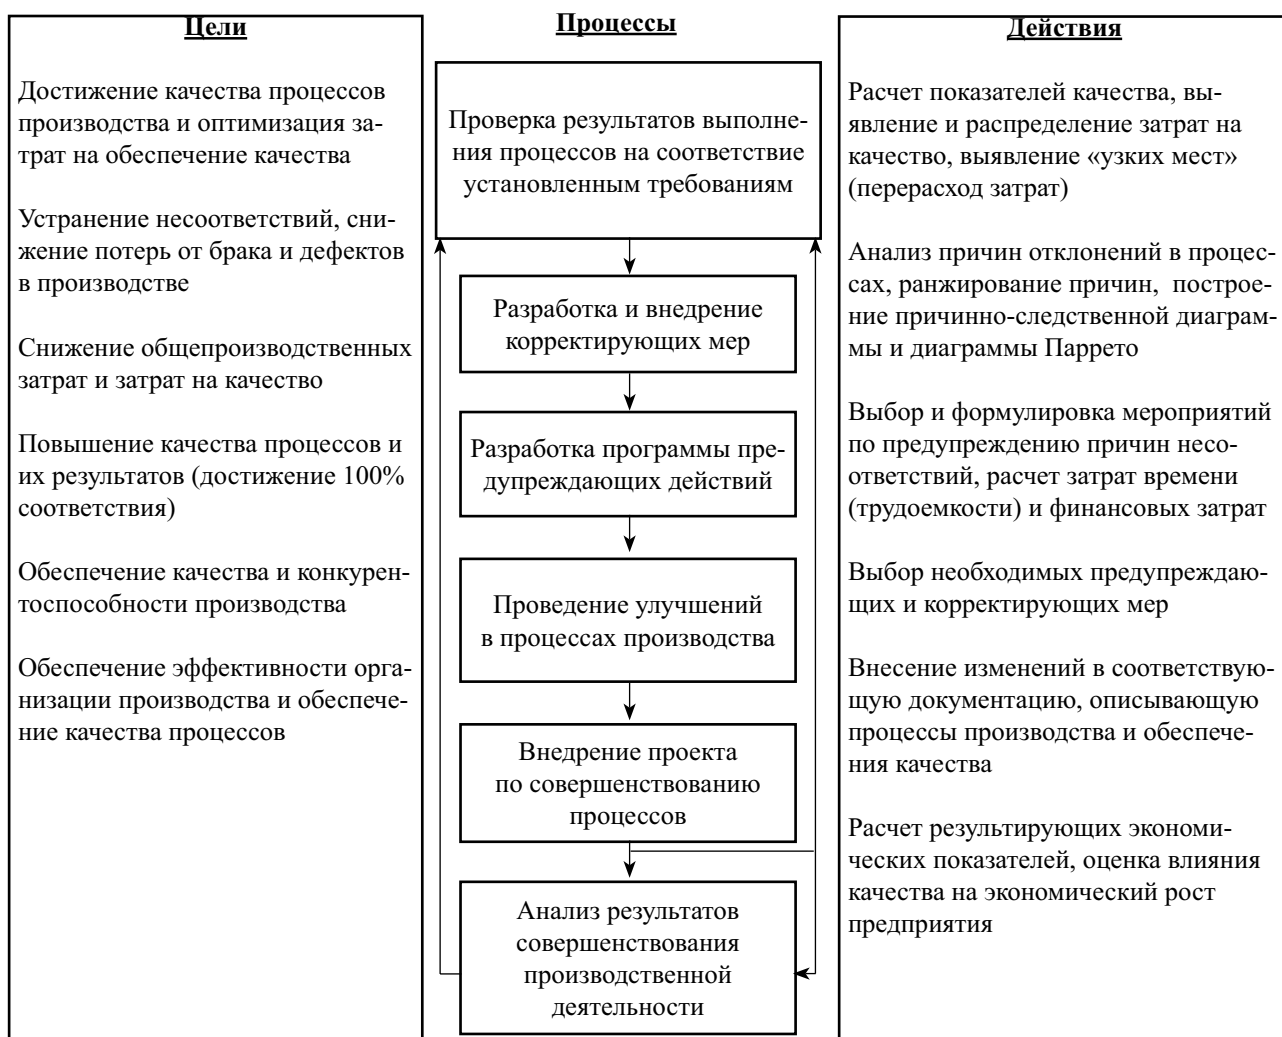 Цели
Достижение качества процессов
производства и оптимизация за-
трат на обеспечение качества
Устранение несоответствий, сни-
жение потерь от брака и дефектов
в производстве
Снижение общепроизводственных
затрат и затрат на качество
Повышение качества процессов и
их результатов (достижение 100%
соответствия)
Обеспечение качества и конкурен-
тоспособности производства
Обеспечение эффективности орга-
низации производства и обеспече-
ние качества процессов
Процессы
Проверка результатов выполне-
ния процессов на соответствие
установленным требованиям
Разработка и внедрение
корректирующих мер
Разработка программы пре-
дупреждающих действий
Проведение улучшений
в процессах производства
Внедрение проекта
по совершенствованию
процессов
Анализ результатов
совершенствования
производственной
деятельности
Действия
Расчет показателей качества, вы-
явление и распределение затрат на
качество, выявление «узких мест»
(перерасход затрат)
Анализ причин отклонений в процес-
сах, ранжирование причин, построе-
ние причинно-следственной диаграм-
мы и диаграммы Паррето
Выбор и формулировка мероприятий
по предупреждению причин несо-
ответствий, расчет затрат времени
(трудоемкости) и финансовых затрат
Выбор необходимых предупреждаю-
щих и корректирующих мер
Внесение изменений в соответствую-
щую документацию, описывающую
процессы производства и обеспече-
ния качества
Расчет результирующих экономи-
ческих показателей, оценка влияния
качества на экономический рост
предприятия